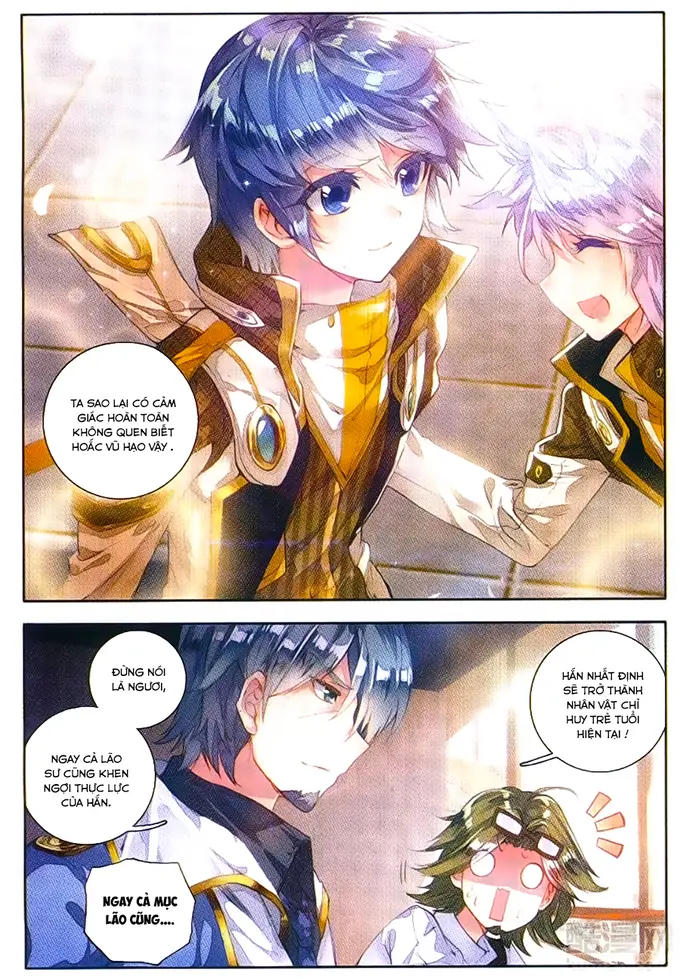 TA SAO LẠI CÓ CẢM
GIÁC HOÀN TOÀN
KHÔNG QUEN BIẾT
HOẮC VŨ HẠO VẬY .
ĐỪNG NÓI
LÀ NGƯƠI,
NGAY CẢ LÃO
SƯ CŨNG KHEN
NGỢI THỰC LỰC
CỦA HẮN.
HẮN NHẤT ĐỊNH
SẼ TRỞ THÀNH
NHÂN VẬT CHỈ
HUY TRẺ TUỔI
HIỆN TẠI !
NGAY CẢ MỤC
LÃO CŨNG....